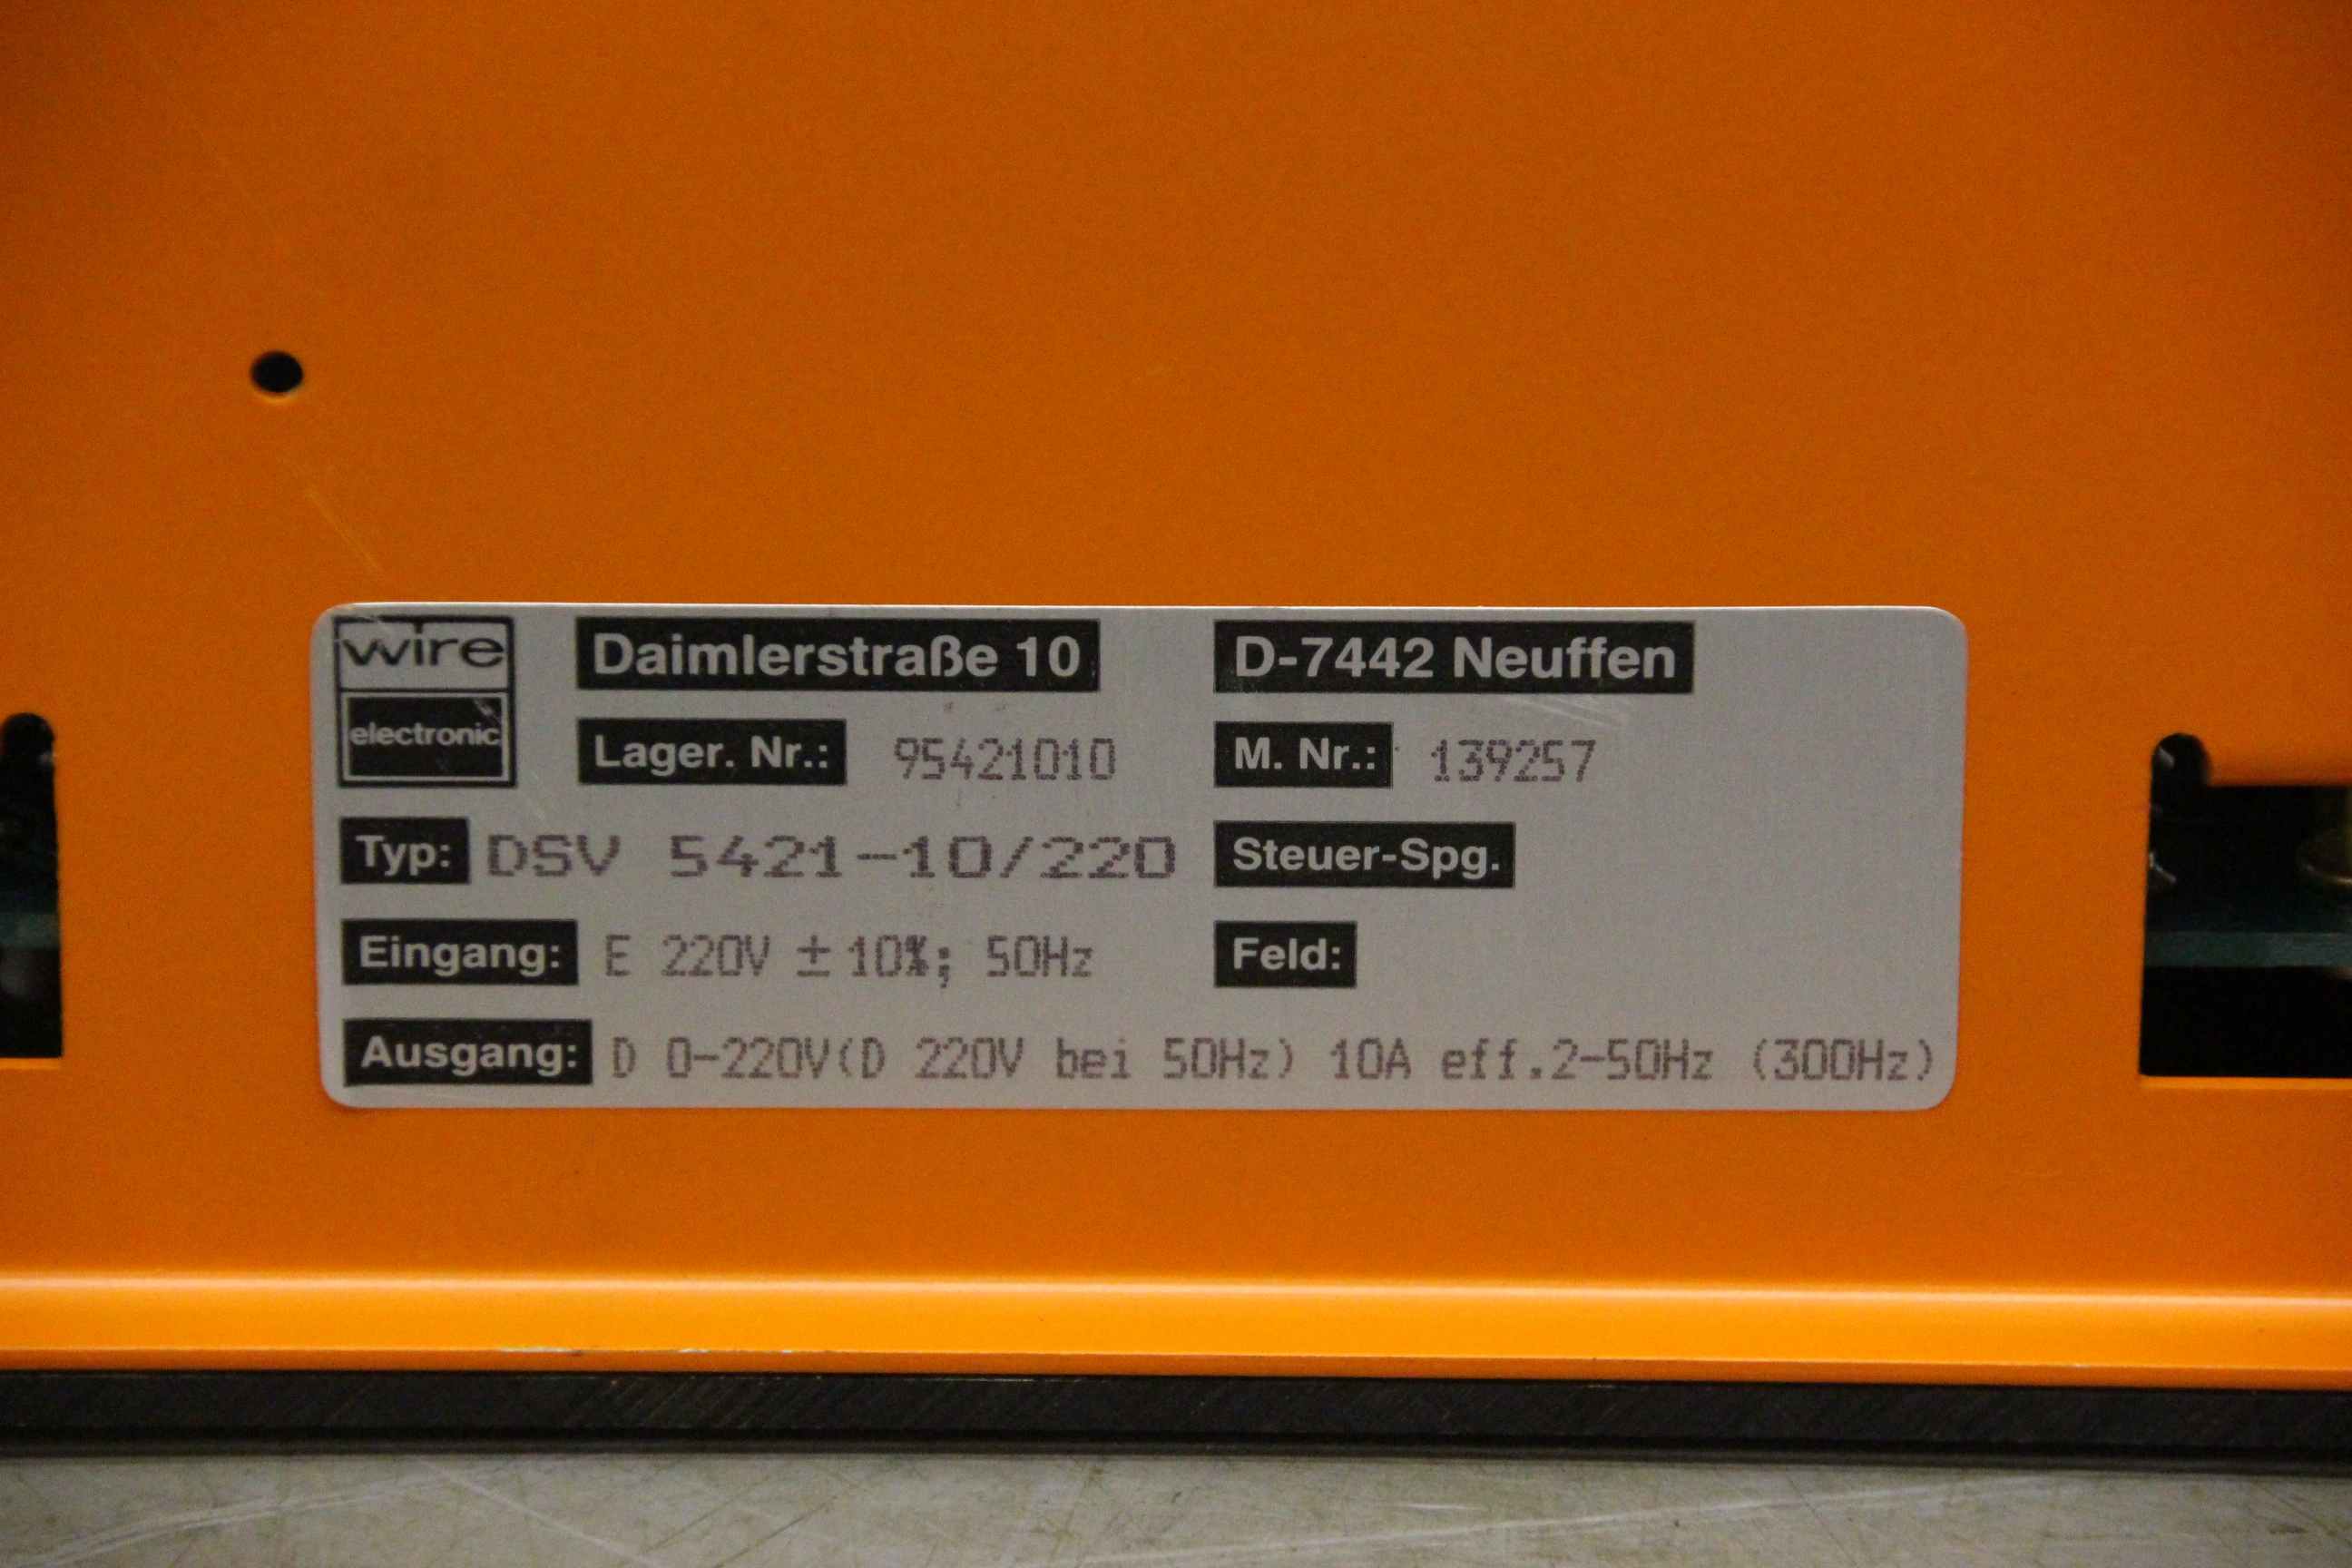 wire
electronic
Daimlerstraße 10 D-7442 Neuffen
Lager. Nr.: 95421010 M. Nr.: 139257
Typ: DSV 5421-10/220 Steuer-Spg.
Eingang: E 220V ±10%; 50Hz Feld:
Ausgang: D 0-220V(D 220V bei 50Hz) 10A eff.2-50Hz (300Hz)